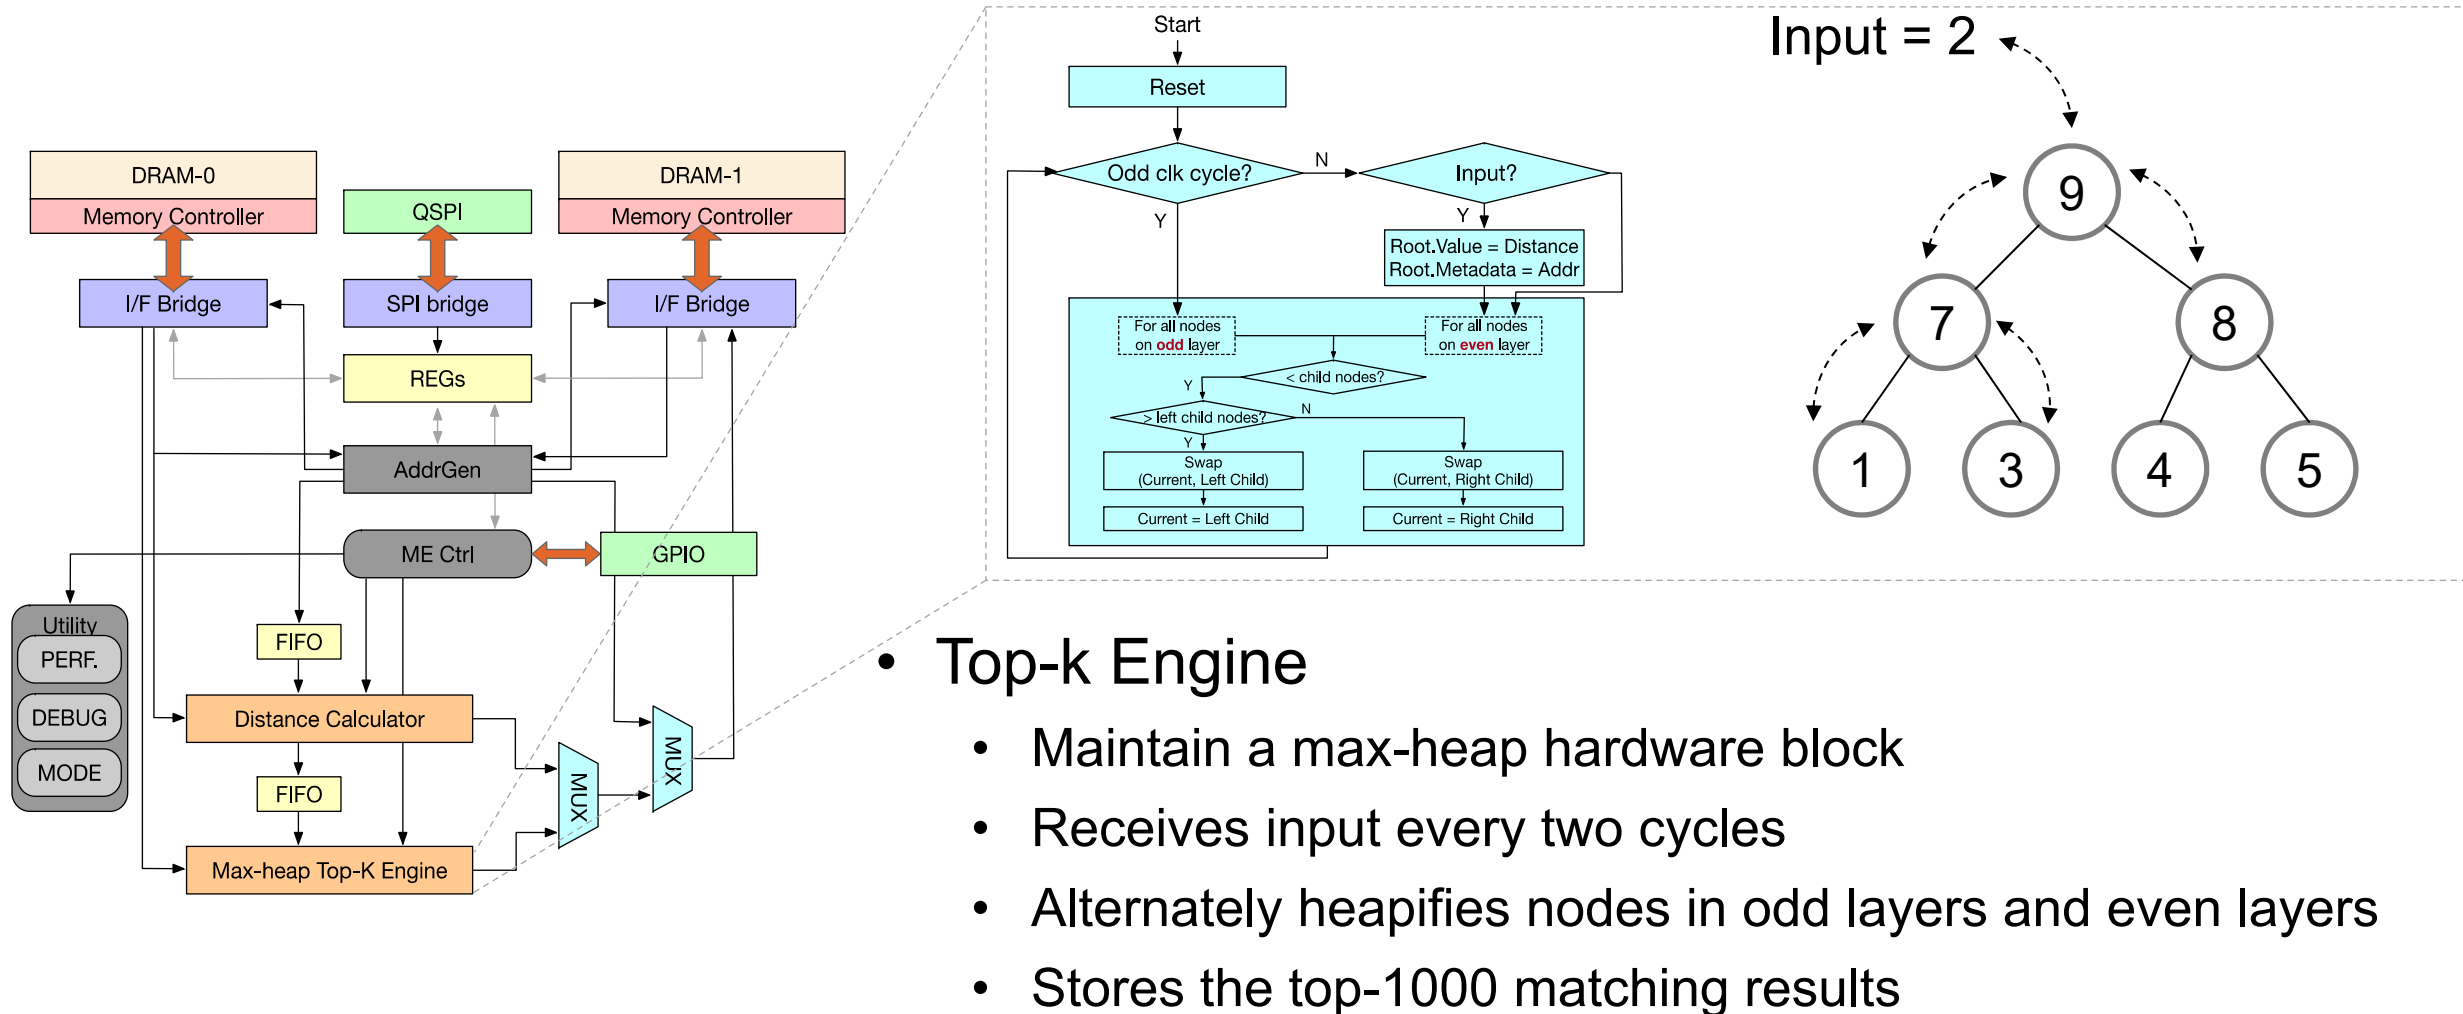 DRAM-0
Memory Controller
QSPI
DRAM-1
Memory Controller
I/F Bridge
SPI bridge
I/F Bridge
REGs
AddrGen
ME Ctrl
GPIO
Utility
PERF.
DEBUG
MODE
FIFO
Distance Calculator
FIFO
Max-heap Top-K Engine
MUX
MUX
Start
Reset
Odd clk cycle?
N
Input?
Y
Y
Root.Value = Distance
Root.Metadata = Addr
For all nodes
on odd layer
For all nodes
on even layer
< child nodes?
Y
> left child nodes?
N
Y
Swap
(Current, Left Child)
Swap
(Current, Right Child)
Current = Left Child
Current = Right Child
Input = 2
9
7
8
1
3
4
5
• Top-k Engine
• Maintain a max-heap hardware block
• Receives input every two cycles
• Alternately heapifies nodes in odd layers and even layers
• Stores the top-1000 matching results